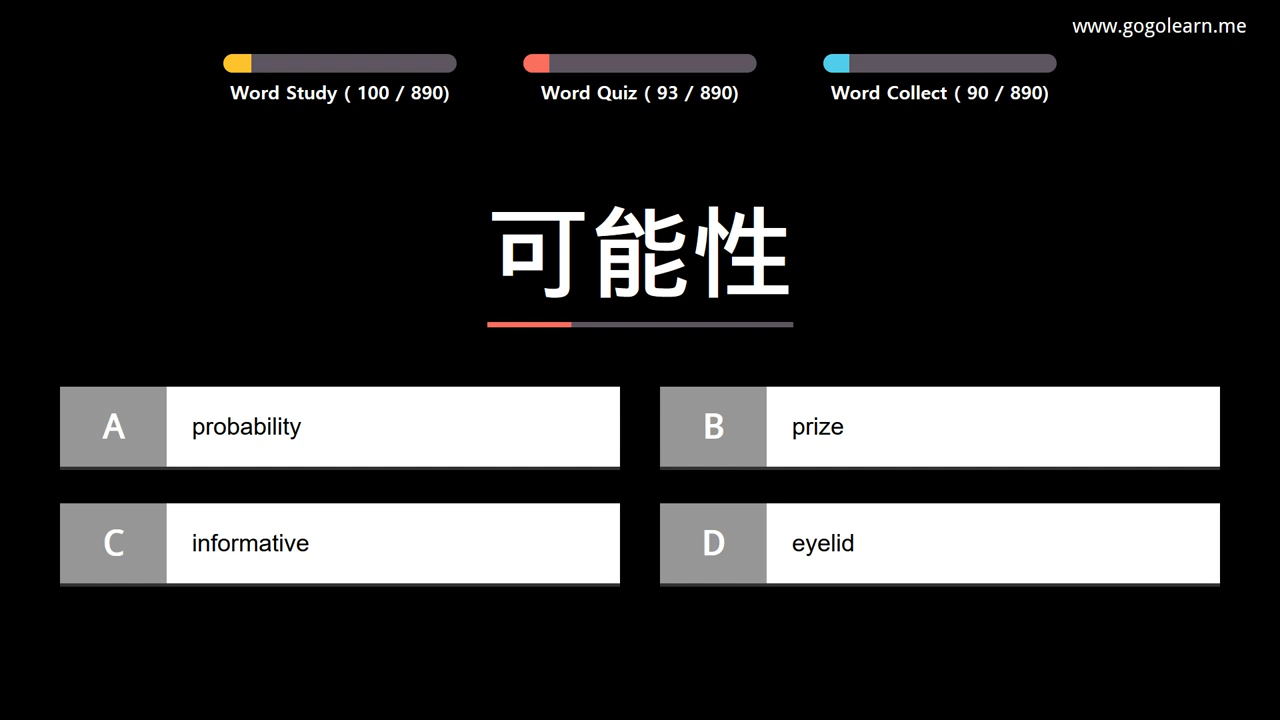 www.gogolearn.me
Word Study ( 100 / 890)
Word Quiz ( 93 / 890)
Word Collect ( 90 / 890)
可能性
A probability
B prize
C informative
D eyelid